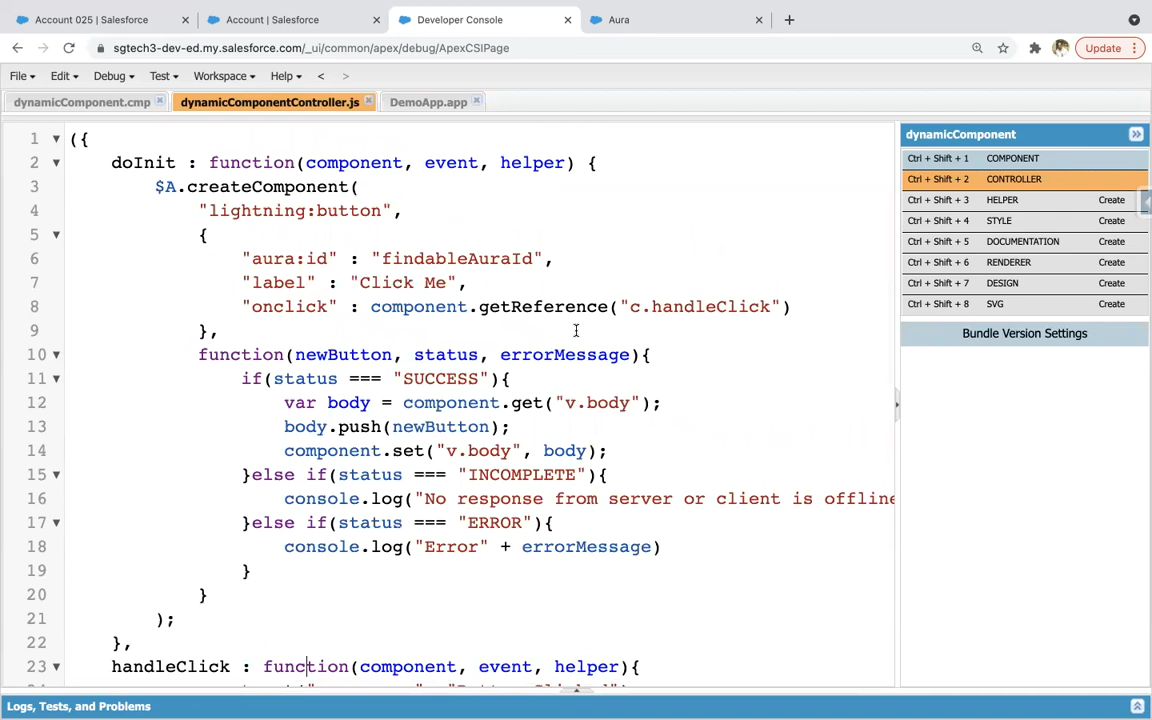 Account 025 | Salesforce
Account | Salesforce
Developer Console
Aura
sgtech3-dev-ed.my.salesforce.com/_ui/common/apex/debug/ApexCSIPage
Update
File Edit Debug Test Workspace Help < >
dynamicComponent.cmp dynamicComponentController.js DemoApp.app
1 ({
2 doInit : function(component, event, helper) {
3 $A.createComponent(
4 "lightning:button",
5 {
6 "aura:id" : "findableAuraId",
7 "label" : "Click Me",
8 "onclick" : component.getReference("c.handleClick")
9 },
10 function(newButton, status, errorMessage){
11 if(status === "SUCCESS"){
12 var body = component.get("v.body");
13 body.push(newButton);
14 component.set("v.body", body);
15 }else if(status === "INCOMPLETE"){
16 console.log("No response from server or client is offline
17 }else if(status === "ERROR"){
18 console.log("Error" + errorMessage)
19 }
20 }
21 );
22 },
23 handleClick : function(component, event, helper){
dynamicComponent
Ctrl + Shift + 1 COMPONENT
Ctrl + Shift + 2 CONTROLLER
Ctrl + Shift + 3 HELPER Create
Ctrl + Shift + 4 STYLE Create
Ctrl + Shift + 5 DOCUMENTATION Create
Ctrl + Shift + 6 RENDERER Create
Ctrl + Shift + 7 DESIGN Create
Ctrl + Shift + 8 SVG Create
Bundle Version Settings
Logs, Tests, and Problems